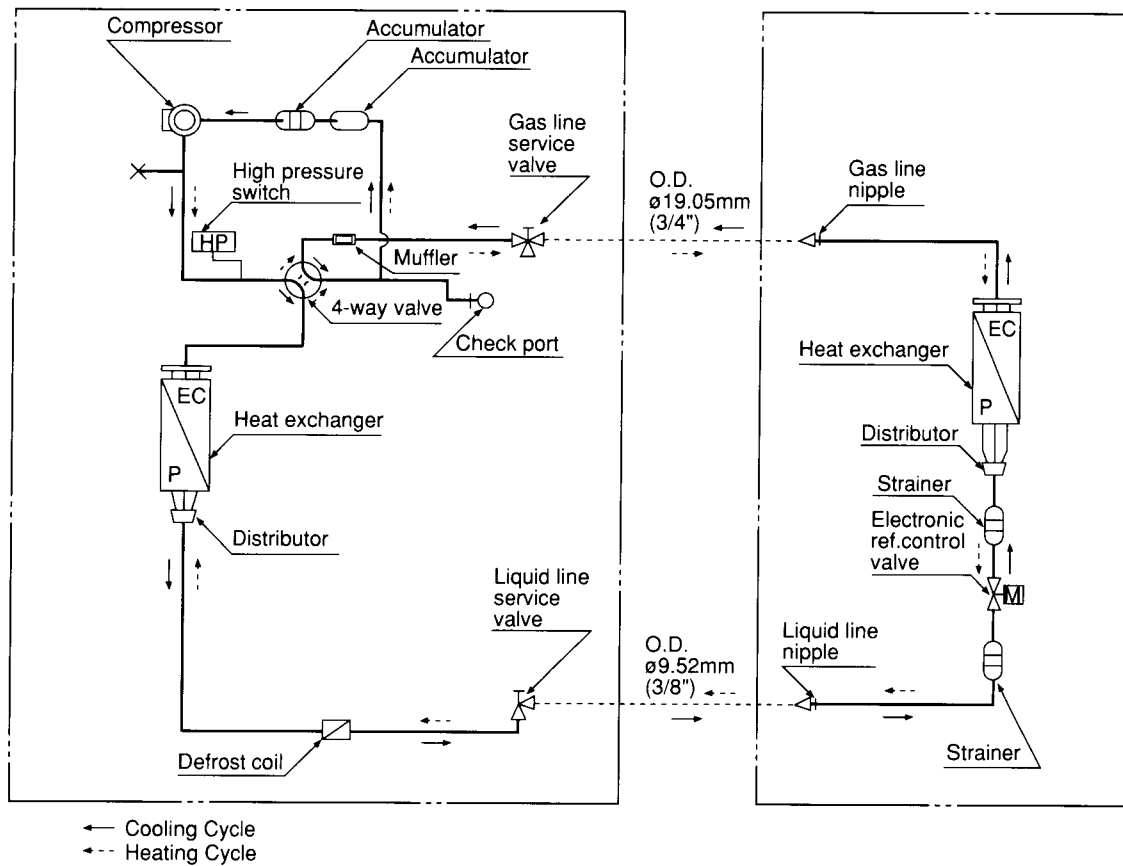 Compressor
Accumulator
Accumulator
Gas line
service
valve
High pressure
switch
HP
O.D.
ø19.05mm
(3/4")
Gas line
nipple
Muffler
4-way valve
Check port
EC
P
Heat exchanger
Distributor
EC
P
Heat exchanger
Distributor
Strainer
Electronic
ref.control
valve
M
Liquid line
service
valve
O.D.
ø9.52mm
(3/8")
Liquid line
nipple
Defrost coil
Strainer
Cooling Cycle
Heating Cycle